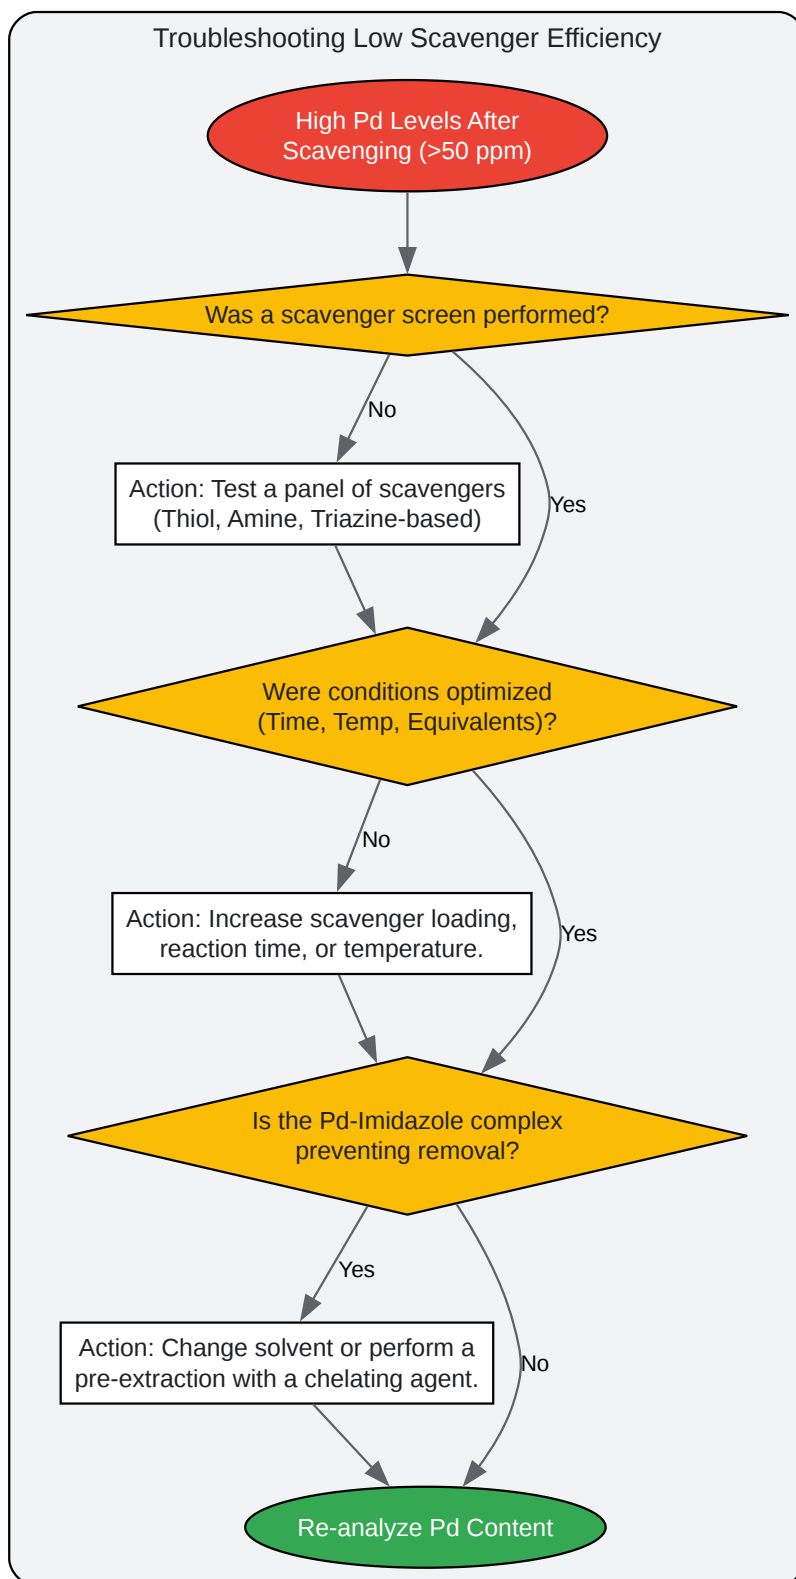 Troubleshooting Low Scavenger Efficiency
High Pd Levels After
Scavenging (>50 ppm)
Was a scavenger screen performed?
No
Action: Test a panel of scavengers
(Thiol, Amine, Triazine-based)
Yes
Were conditions optimized
(Time, Temp, Equivalents)?
No
Action: Increase scavenger loading,
reaction time, or temperature.
Yes
Is the Pd-Imidazole complex
preventing removal?
Yes
Action: Change solvent or perform a
pre-extraction with a chelating agent.
No
Re-analyze Pd Content